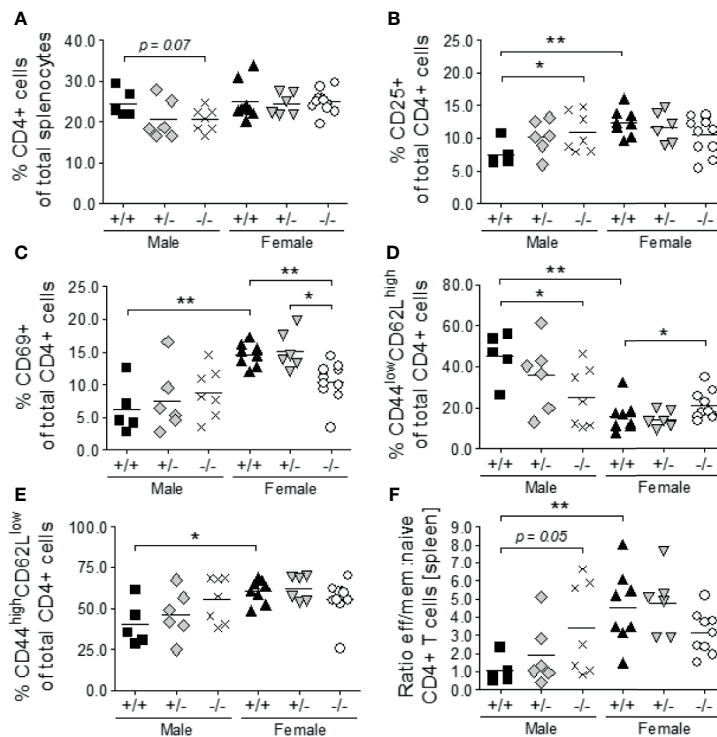 A
% CD4+ cells
of total splenocytes
40.0
30.0
20.0
10.0
0.0
p = 0.07
+/+ +/- -/- +/+ +/- -/-
Male Female
B
% CD25+
of total CD4+ cells
25.0
20.0
15.0
10.0
5.0
0.0
**
*
+/+ +/- -/- +/+ +/- -/-
Male Female
C
% CD69+
of total CD4+ cells
25.0
20.0
15.0
10.0
5.0
0.0
**
**
*
+/+ +/- -/- +/+ +/- -/-
Male Female
D
% CD44lowCD62Lhigh
of total CD4+ cells
80.0
60.0
40.0
20.0
0.0
**
*
*
+/+ +/- -/- +/+ +/- -/-
Male Female
E
% CD44highCD62Llow
of total CD4+ cells
100.0
75.0
50.0
25.0
0.0
*
+/+ +/- -/- +/+ +/- -/-
Male Female
F
Ratio eff/mem:naive
CD4+ T cells [spleen]
9.0
8.0
7.0
6.0
5.0
4.0
3.0
2.0
1.0
0.0
**
p = 0.05
+/+ +/- -/- +/+ +/- -/-
Male Female